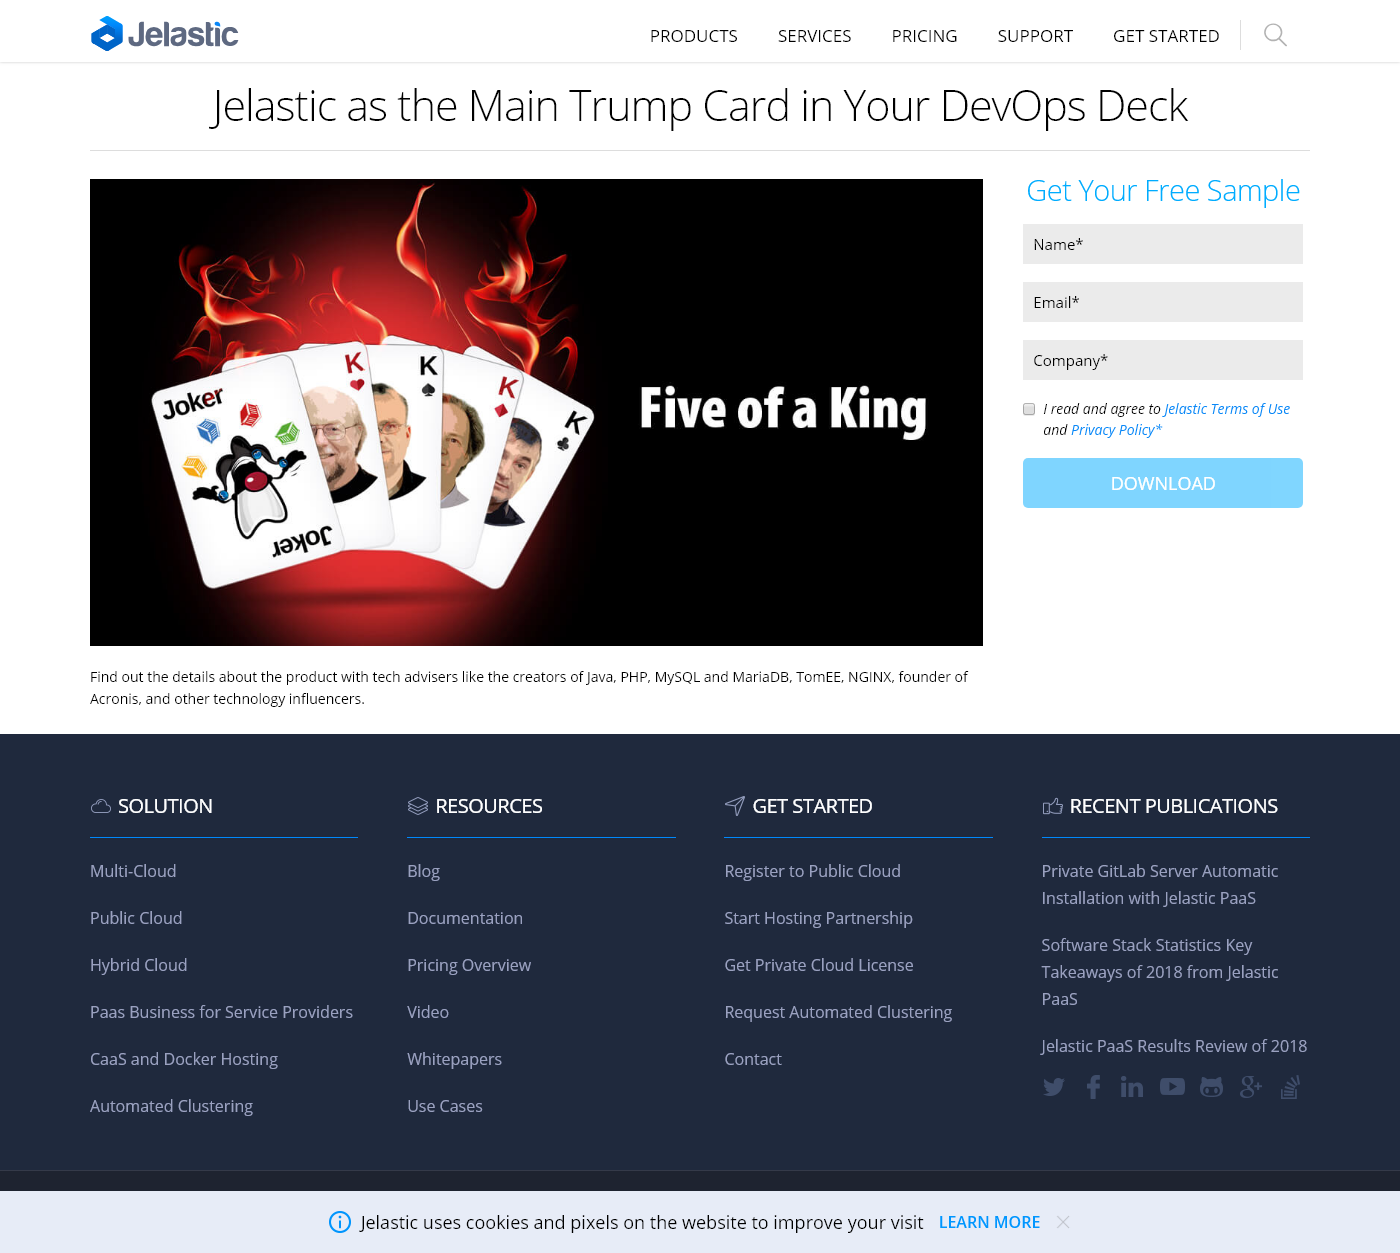 Jelastic
PRODUCTS
SERVICES
PRICING
SUPPORT
GET STARTED
Jelastic as the Main Trump Card in Your DevOps Deck
Joker
K
K
K
K
Joker
Five of a King
Get Your Free Sample
Name*
Email*
Company*
I read and agree to Jelastic Terms of Use
and Privacy Policy*
DOWNLOAD
Find out the details about the product with tech advisers like the creators of Java, PHP, MySQL and MariaDB, TomEE, NGINX, founder of
Acronis, and other technology influencers.
SOLUTION
Multi-Cloud
Public Cloud
Hybrid Cloud
Paas Business for Service Providers
CaaS and Docker Hosting
Automated Clustering
RESOURCES
Blog
Documentation
Pricing Overview
Video
Whitepapers
Use Cases
GET STARTED
Register to Public Cloud
Start Hosting Partnership
Get Private Cloud License
Request Automated Clustering
Contact
RECENT PUBLICATIONS
Private GitLab Server Automatic
Installation with Jelastic PaaS
Software Stack Statistics Key
Takeaways of 2018 from Jelastic
PaaS
Jelastic PaaS Results Review of 2018
Jelastic uses cookies and pixels on the website to improve your visit LEARN MORE